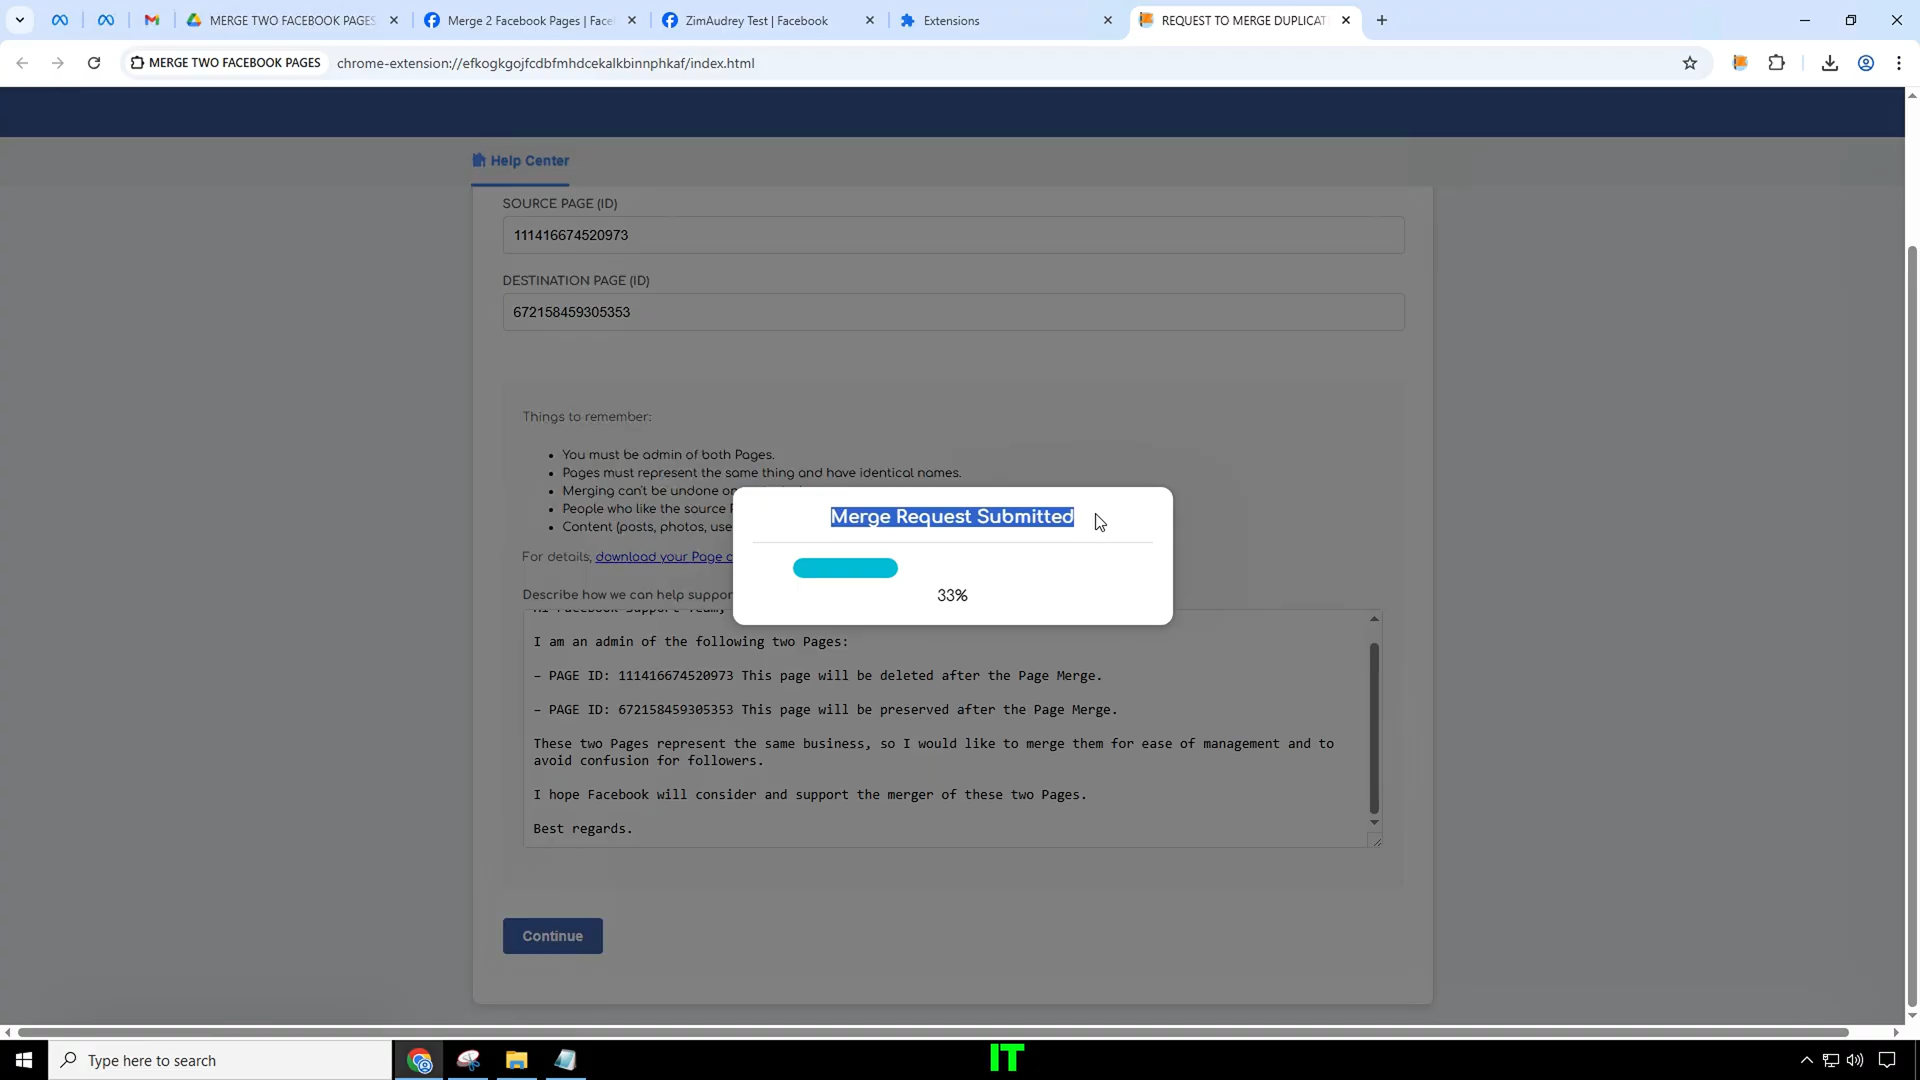 MERGE TWO FACEBOOK PAGES
Merge 2 Facebook Pages | Face
ZimAudrey Test | Facebook
Extensions
REQUEST TO MERGE DUPLICAT
MERGE TWO FACEBOOK PAGES
chrome-extension://efkogkgojfcdbfmhdcekalkbinnphkaf/index.html
Help Center
SOURCE PAGE (ID)
111416674520973
DESTINATION PAGE (ID)
672158459305353
Things to remember:
• You must be admin of both Pages.
• Pages must represent the same thing and have identical names.
• Merging can't be undone
• People who like the source
• Content (posts, photos, use
For details, download your Page
Merge Request Submitted
33%
Describe how we can help suppor
Hi Facebook Support Team,
I am an admin of the following two Pages:
– PAGE ID: 111416674520973 This page will be deleted after the Page Merge.
– PAGE ID: 672158459305353 This page will be preserved after the Page Merge.
These two Pages represent the same business, so I would like to merge them for ease of management and to
avoid confusion for followers.
I hope Facebook will consider and support the merger of these two Pages.
Best regards.
Continue
Type here to search
IT